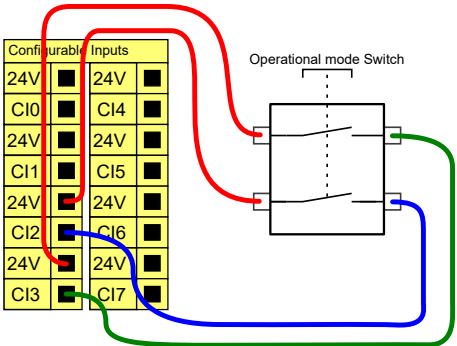 Configurable Inputs
24V 24V
CI0 CI4
24V 24V
CI1 CI5
24V 24V
CI2 CI6
24V 24V
CI3 CI7
Operational mode Switch